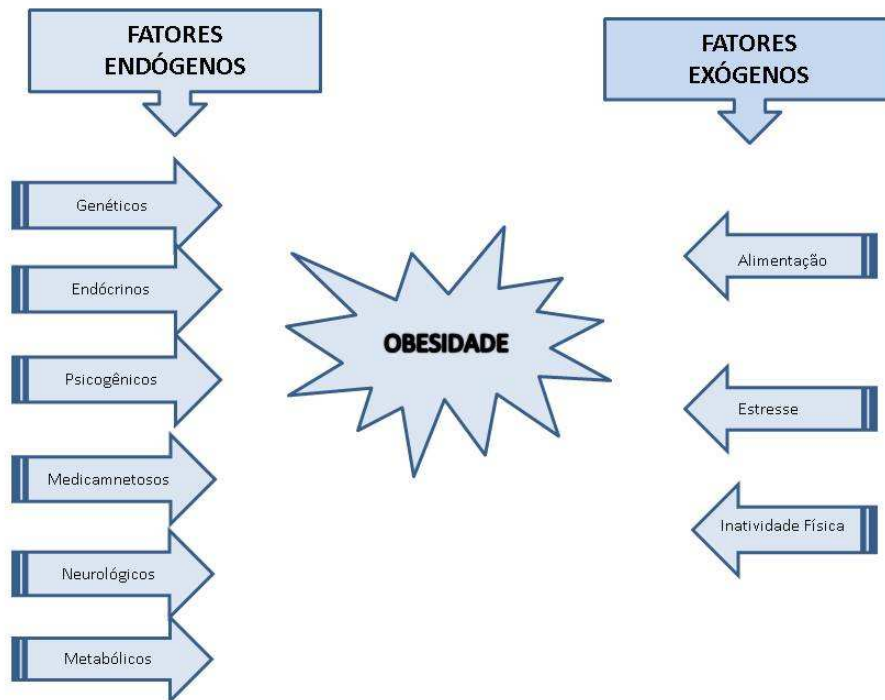 FATORES
ENDÓGENOS
Genéticos
Endócrinos
Psicogênicos
Medicamnetosos
Neurológicos
Metabólicos
OBESIDADE
FATORES
EXÓGENOS
Alimentação
Estresse
Inatividade Física